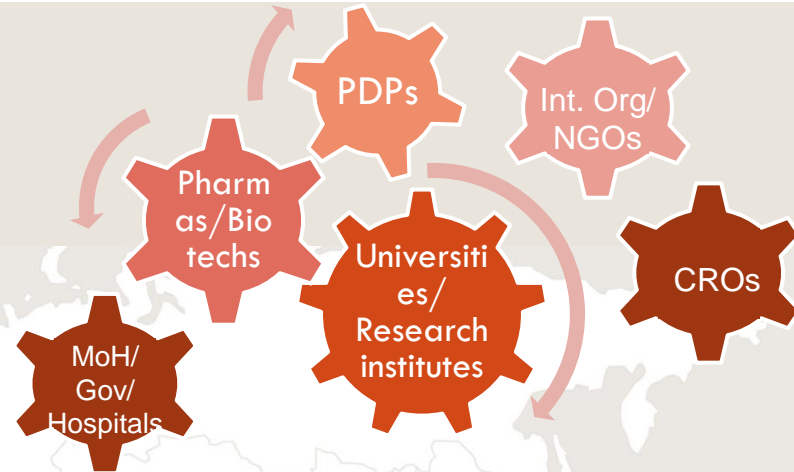 PDPs
Int. Org/
NGOs
Pharm
as/Bio
techs
Universiti
es/
Research
institutes
CROs
MoH/
Gov/
Hospitals